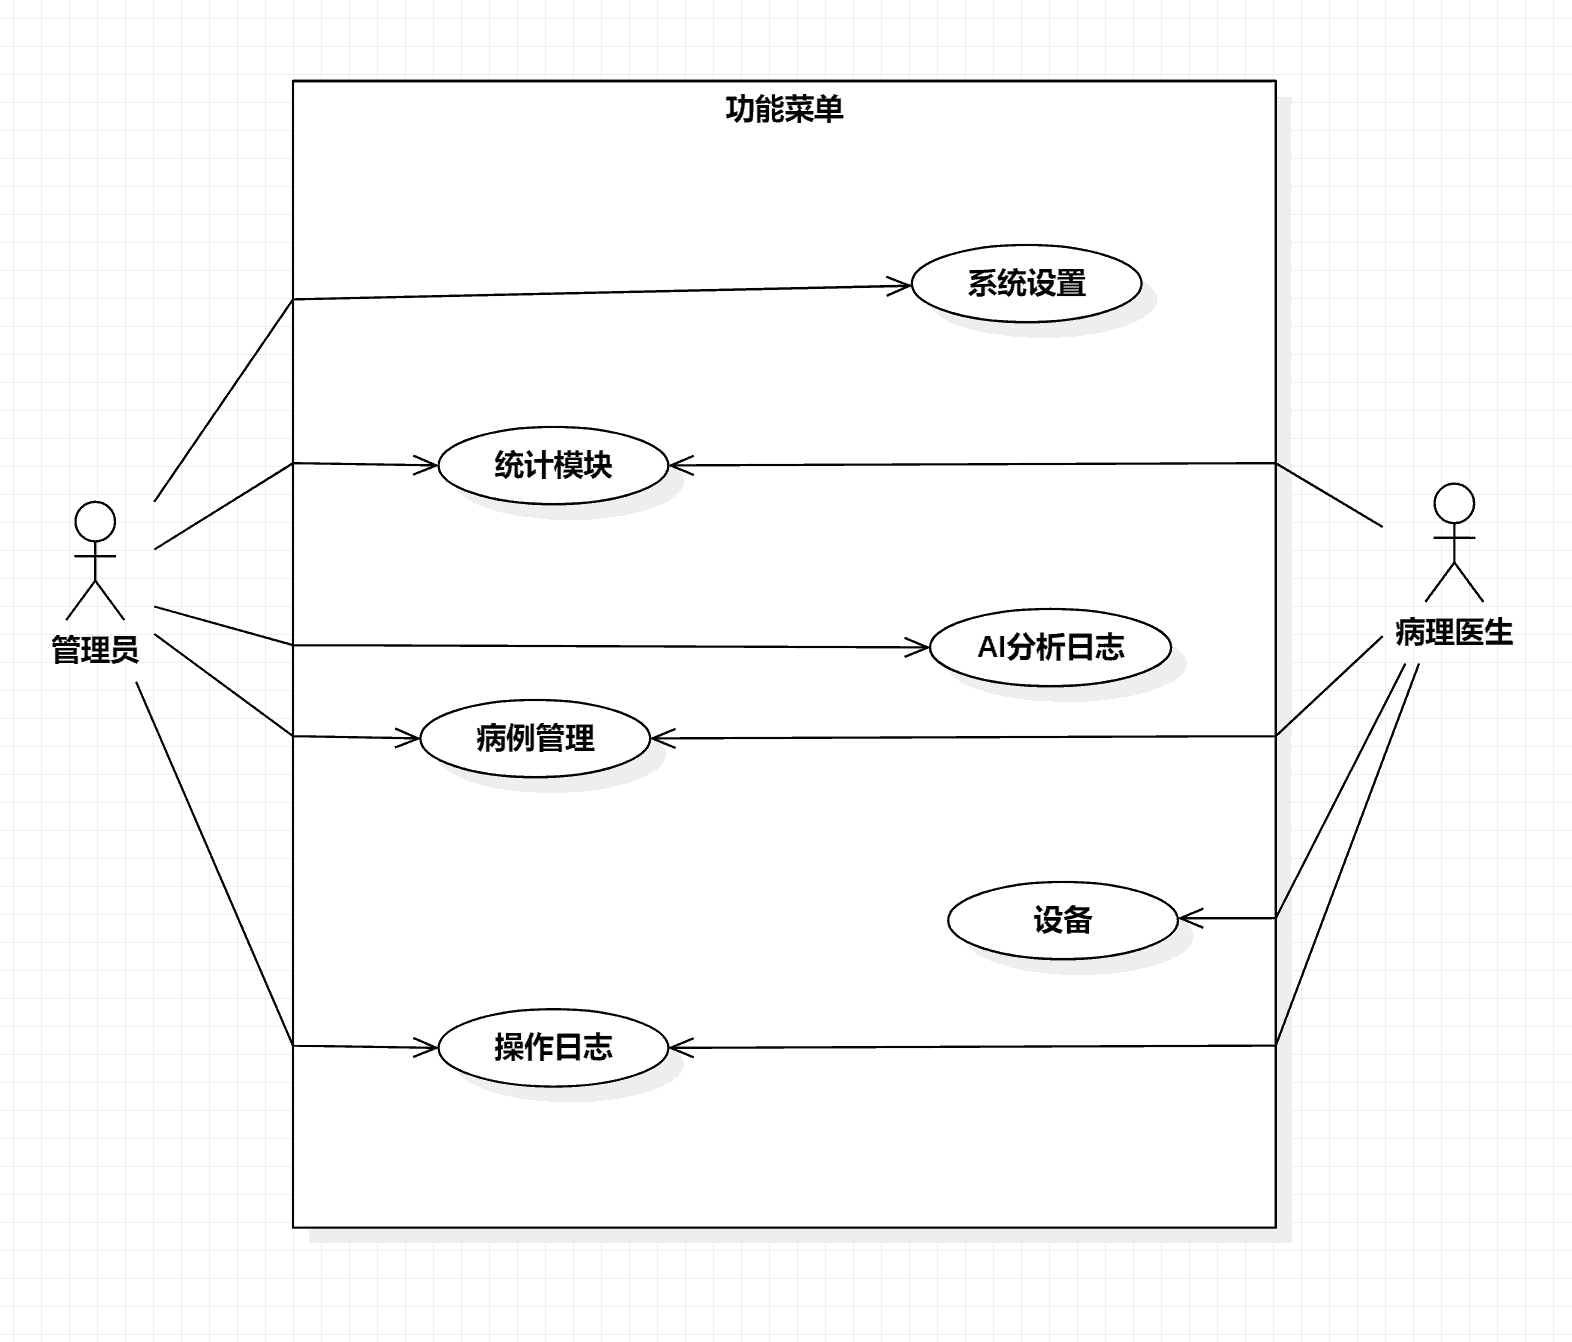 功能菜单
系统设置
统计模块
管理员
AI分析日志
病理医生
病例管理
设备
操作日志